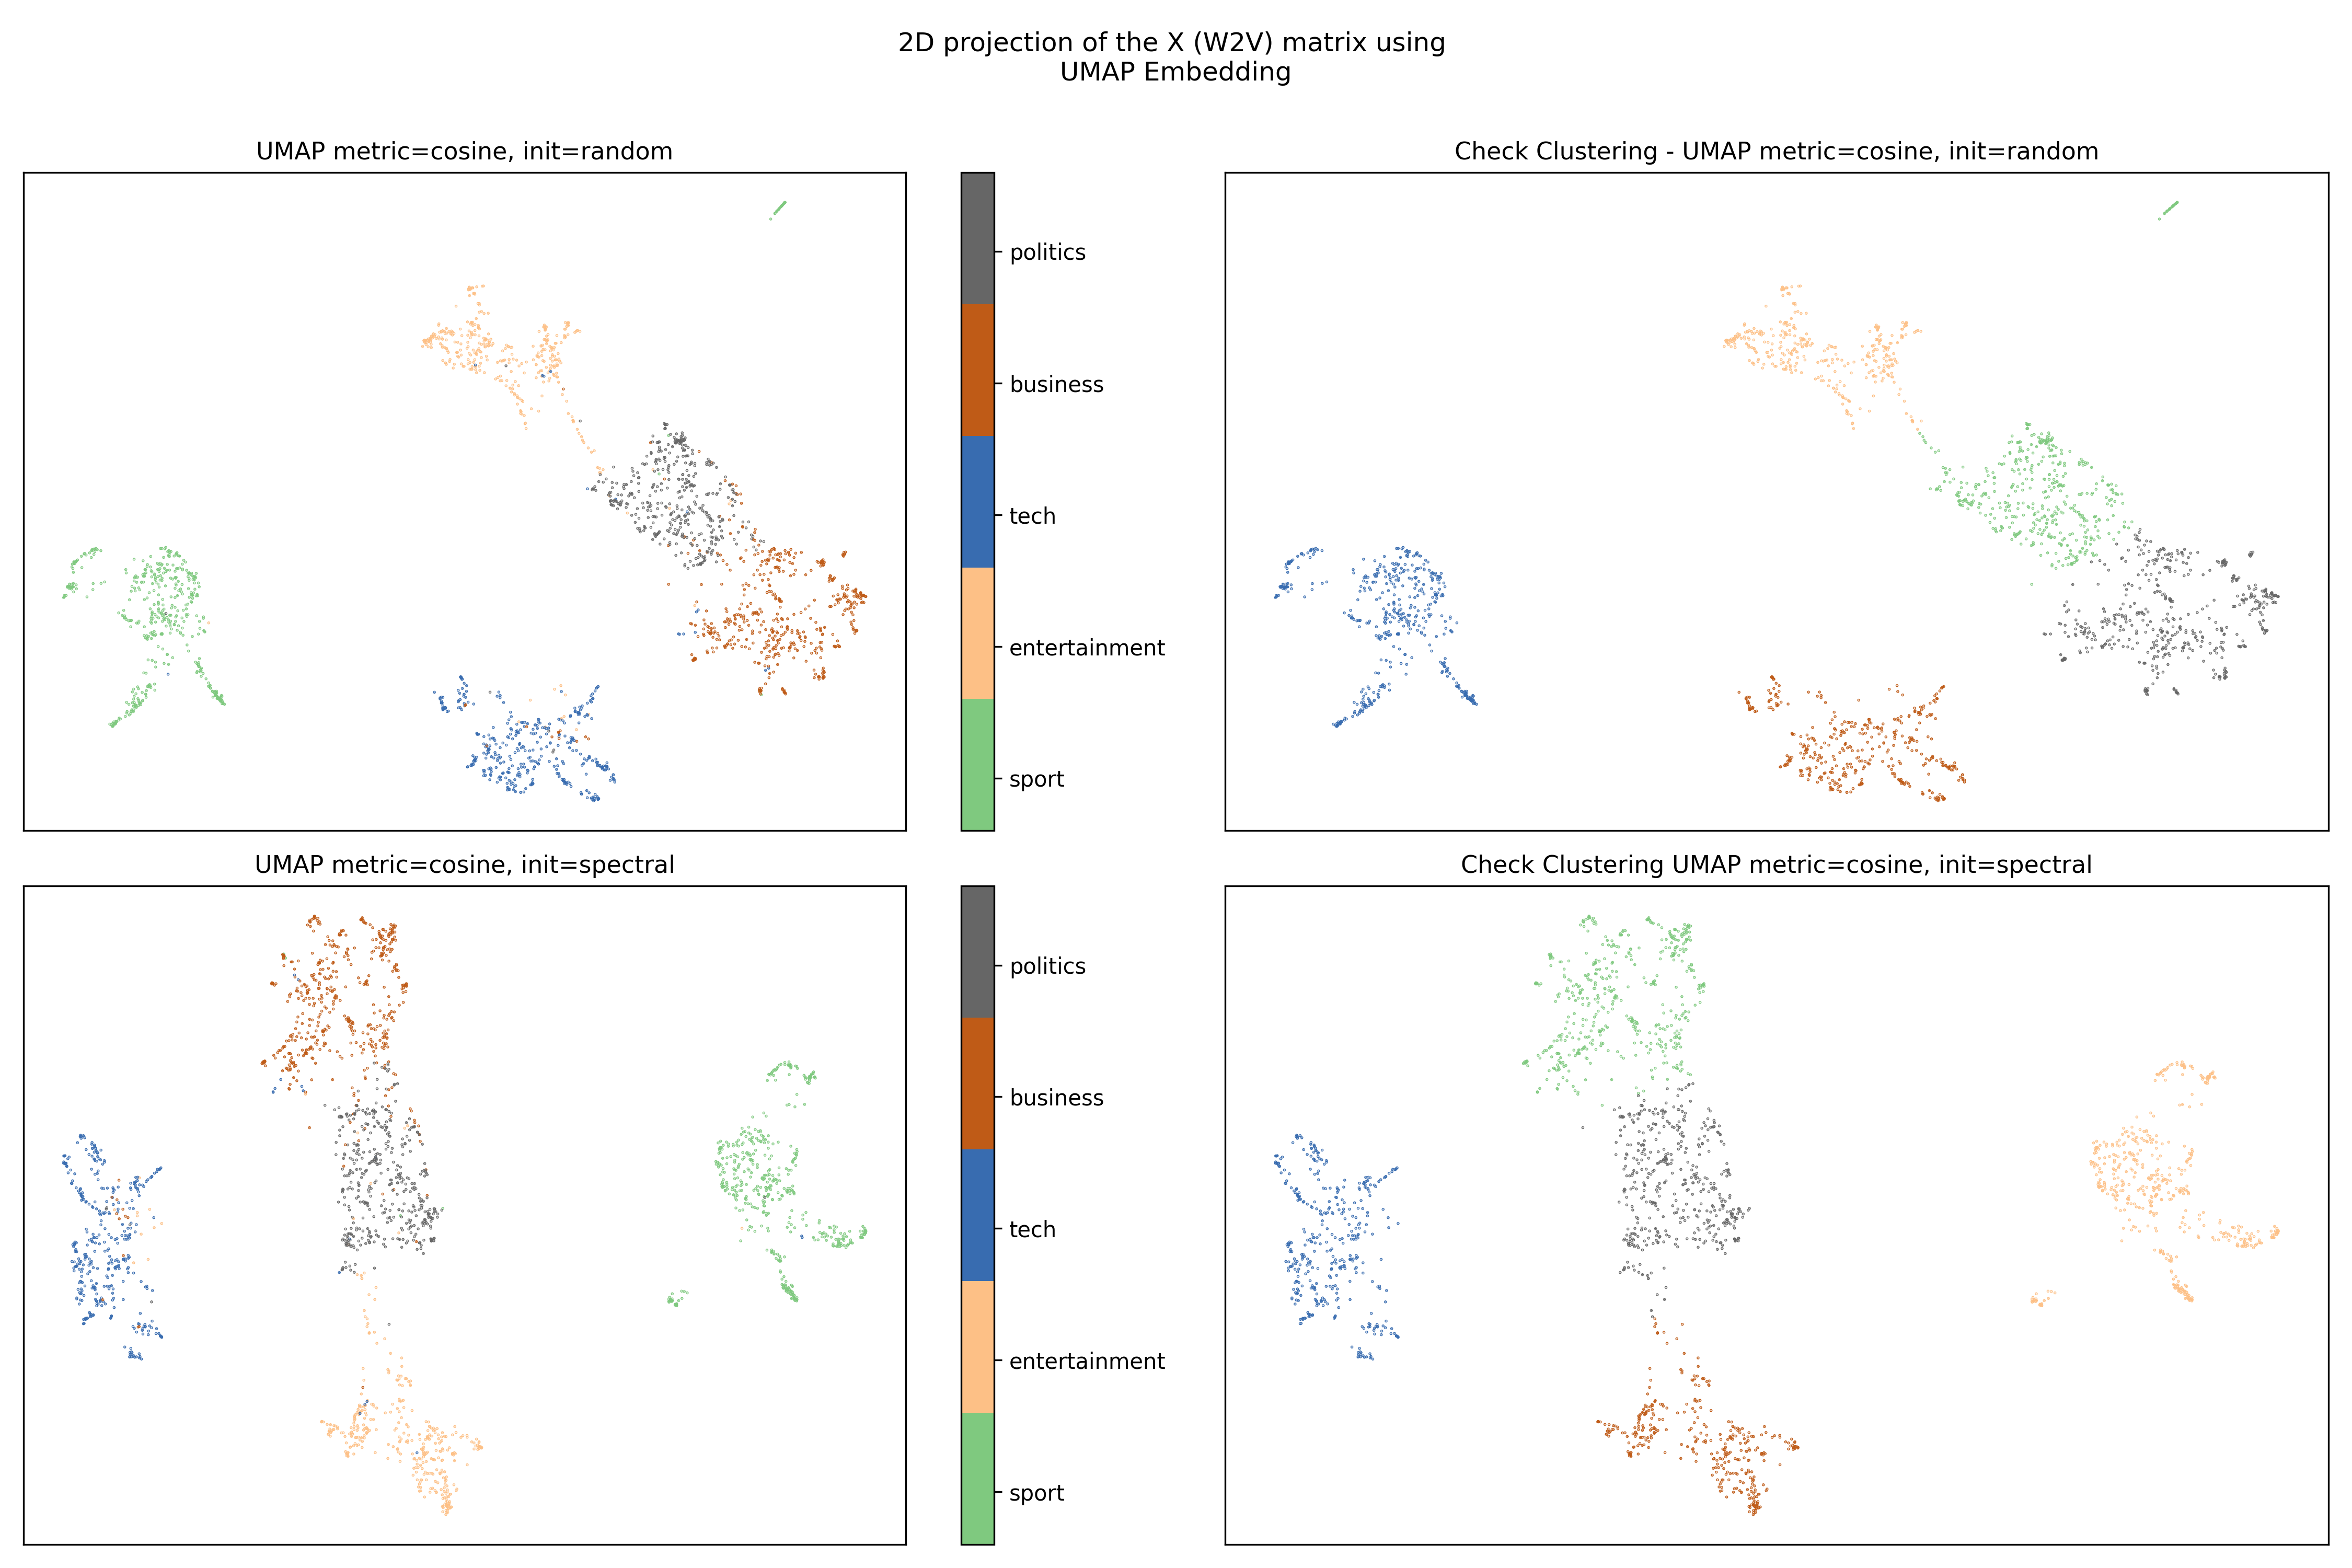 2D projection of the X (W2V) matrix using
UMAP Embedding
UMAP metric=cosine, init=random
Check Clustering - UMAP metric=cosine, init=random
politics
business
tech
entertainment
sport
UMAP metric=cosine, init=spectral
Check Clustering UMAP metric=cosine, init=spectral
politics
business
tech
entertainment
sport